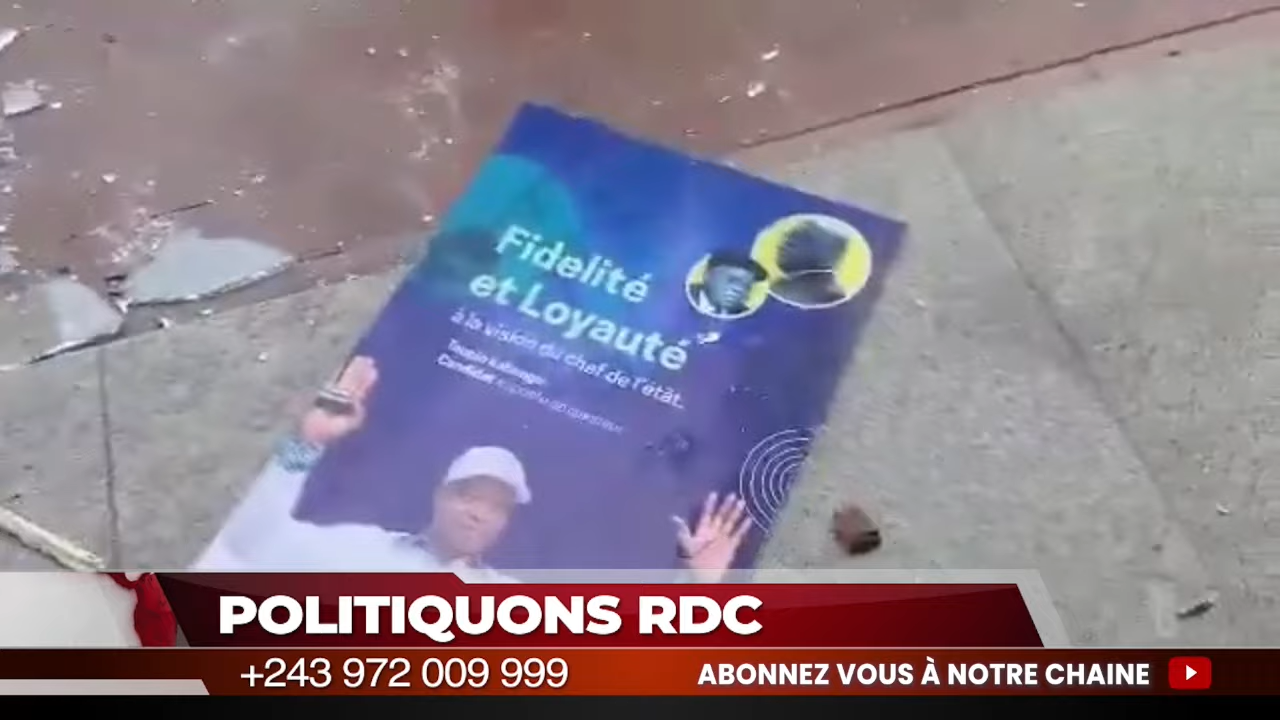 Fidelité
et Loyauté
à la vision du chef de l'état.
Candidat
POLITIQUONS RDC
+243 972 009 999
ABONNEZ VOUS À NOTRE CHAINE